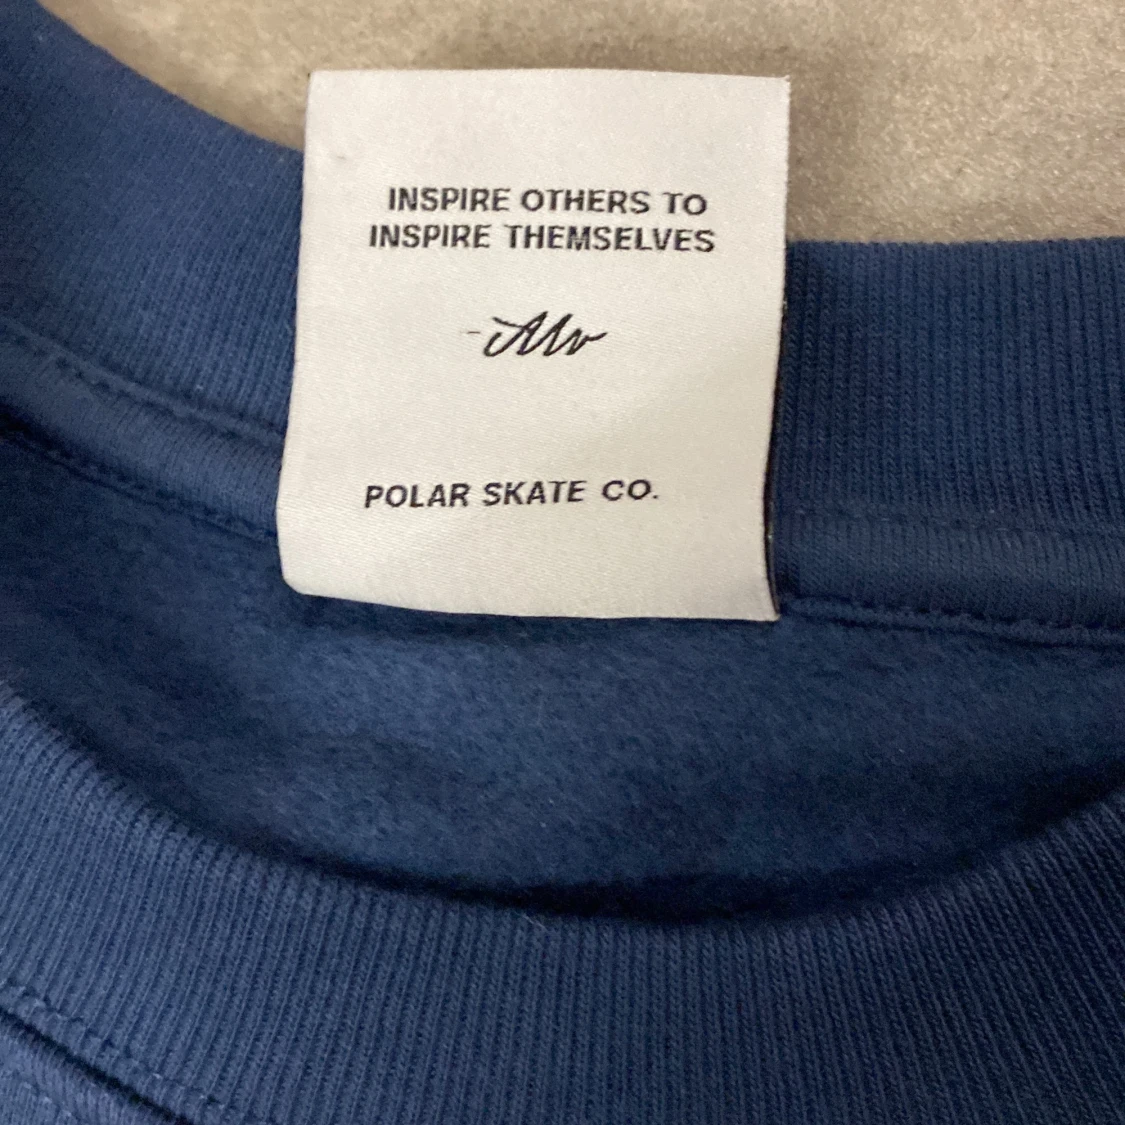 INSPIRE OTHERS TO
INSPIRE THEMSELVES
POLAR SKATE CO.